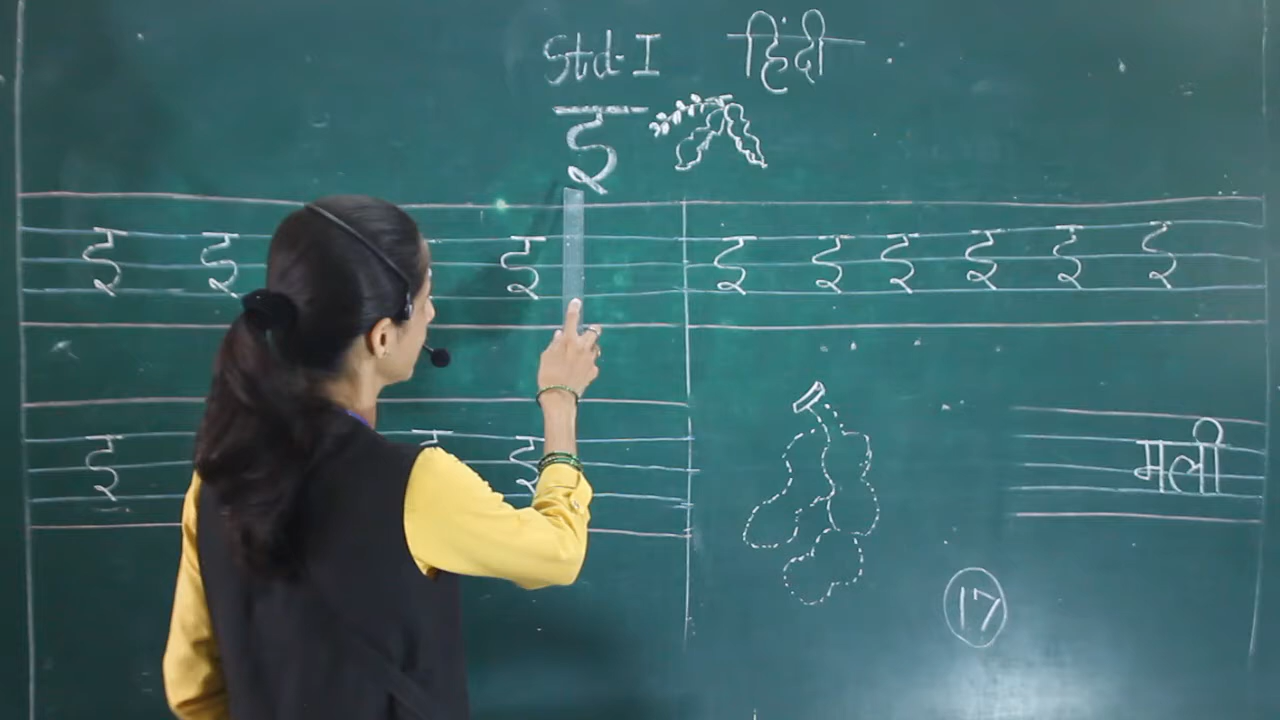 Std-I हिंदी
इ
इ इ इ इ इ इ इ इ इ
इ इ
मली
17